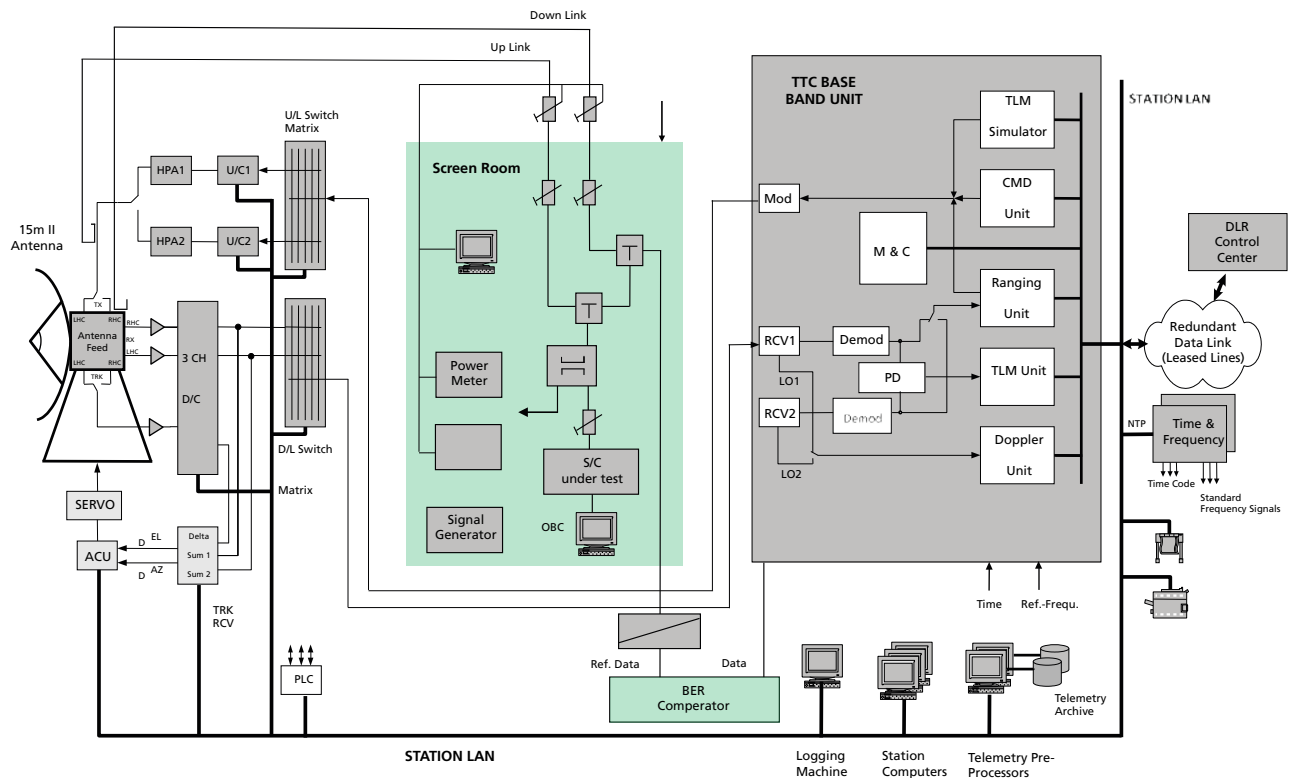 Down Link
Up Link
U/L Switch
Matrix
HPA1
U/C1
HPA2
U/C2
15m II
Antenna
TX
LHC
RHC
Antenna
Feed
LHC
RHC
TRK
RHC
RX
LHC
3 CH
D/C
D/L Switch
Matrix
SERVO
ACU
D EL
D AZ
Delta
Sum 1
Sum 2
TRK
RCV
PLC
STATION LAN
Screen Room
T
T
Power
Meter
Signal
Generator
S/C
under test
OBC
Ref. Data
Data
BER
Comperator
TTC BASE
BAND UNIT
TLM
Simulator
Mod
CMD
Unit
M & C
Ranging
Unit
RCV1
Demod
LO1
PD
TLM Unit
RCV2
Demod
Doppler
Unit
LO2
Time
Ref.-Frequ.
STATION LAN
DLR
Control
Center
Redundant
Data Link
(Leased Lines)
NTP
Time &
Frequency
Time Code
Standard
Frequency Signals
Telemetry
Archive
Logging
Machine
Station
Computers
Telemetry Pre-
Processors